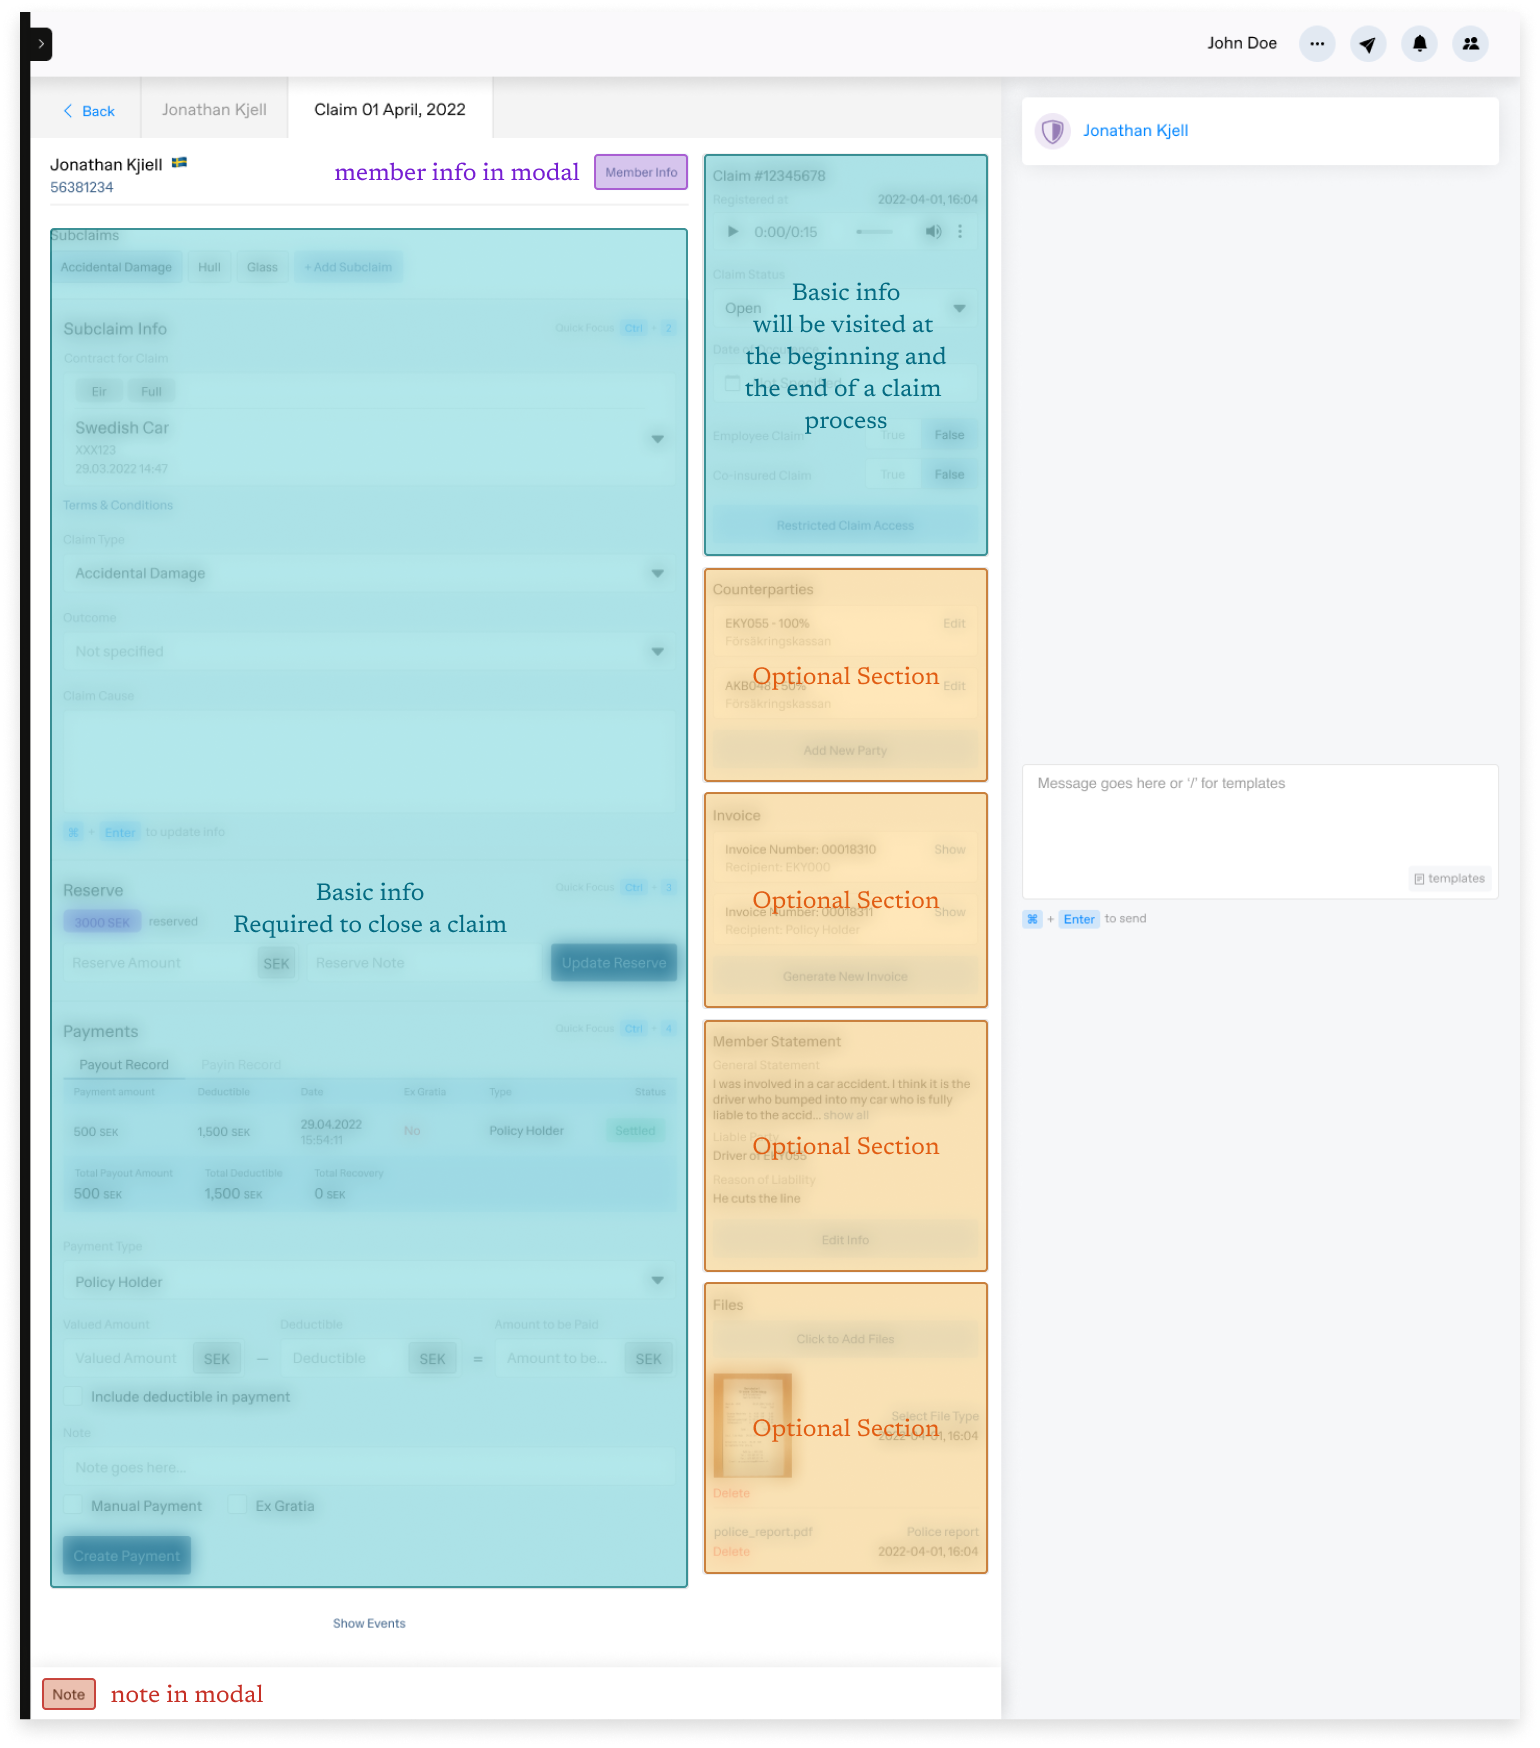 John Doe
Back
Jonathan Kjell
Claim 01 April, 2022
Jonathan Kjell
Jonathan Kjiell
56381234
member info in modal
Member Info
Subclaims
Accidental Damage
Hull
Glass
+ Add Subclaim
Subclaim Info
Quick Focus Ctrl + 2
Contract for Claim
Eir
Full
Swedish Car
XXX123
29.03.2022 14:47
Terms & Conditions
Claim Type
Accidental Damage
Outcome
Not specified
Claim Cause
⌘ + Enter to update info
Reserve
Quick Focus Ctrl + 3
Basic info
Required to close a claim
3000 SEK reserved
Reserve Amount
SEK
Reserve Note
Update Reserve
Payments
Quick Focus Ctrl + 4
Payout Record
Payin Record
Payment amount
Deductible
Date
Ex Gratia
Type
Status
500 SEK
1,500 SEK
29.04.2022
15:54:11
No
Policy Holder
Settled
Total Payout Amount
Total Deductible
Total Recovery
500 SEK
1,500 SEK
0 SEK
Payment Type
Policy Holder
Valued Amount
Deductible
Amount to be Paid
Valued Amount
SEK
—
Deductible
SEK
=
Amount to be...
SEK
Include deductible in payment
Note
Note goes here...
Manual Payment
Ex Gratia
Create Payment
Show Events
Note
note in modal
Claim #12345678
Registered at
2022-04-01, 16:04
0:00/0:15
Claim Status
Open
Basic info
will be visited at
the beginning and
the end of a claim
process
Date of
Employee Claim
True
False
Co-insured Claim
True
False
Restricted Claim Access
Counterparties
EKY055 - 100%
Edit
Försäkringskassan
Optional Section
AKB048 50%
Edit
Försäkringskassan
Add New Party
Invoice
Invoice Number: 00018310
Show
Recipient: EKY000
Optional Section
Invoice Number: 00018311
Show
Recipient: Policy Holder
Generate New Invoice
Member Statement
General Statement
I was involved in a car accident. I think it is the
driver who bumped into my car who is fully
liable to the accid... show all
Liable Party
Optional Section
Driver of EKY055
Reason of Liability
He cuts the line
Edit Info
Files
Click to Add Files
Select File Type
Optional Section
2022-04-01, 16:04
Delete
police_report.pdf
Police report
Delete
2022-04-01, 16:04
Message goes here or ‘/’ for templates
templates
⌘ + Enter to send